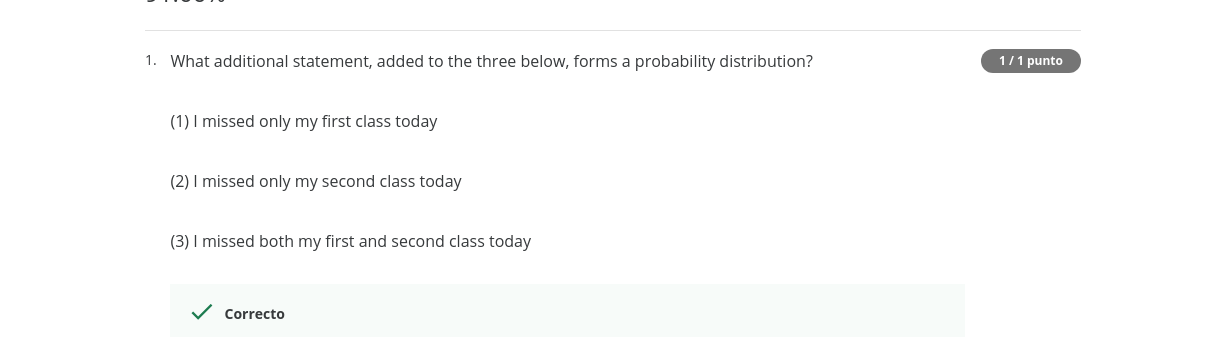 1. What additional statement, added to the three below, forms a probability distribution?
1 / 1 punto
(1) I missed only my first class today
(2) I missed only my second class today
(3) I missed both my first and second class today
Correcto